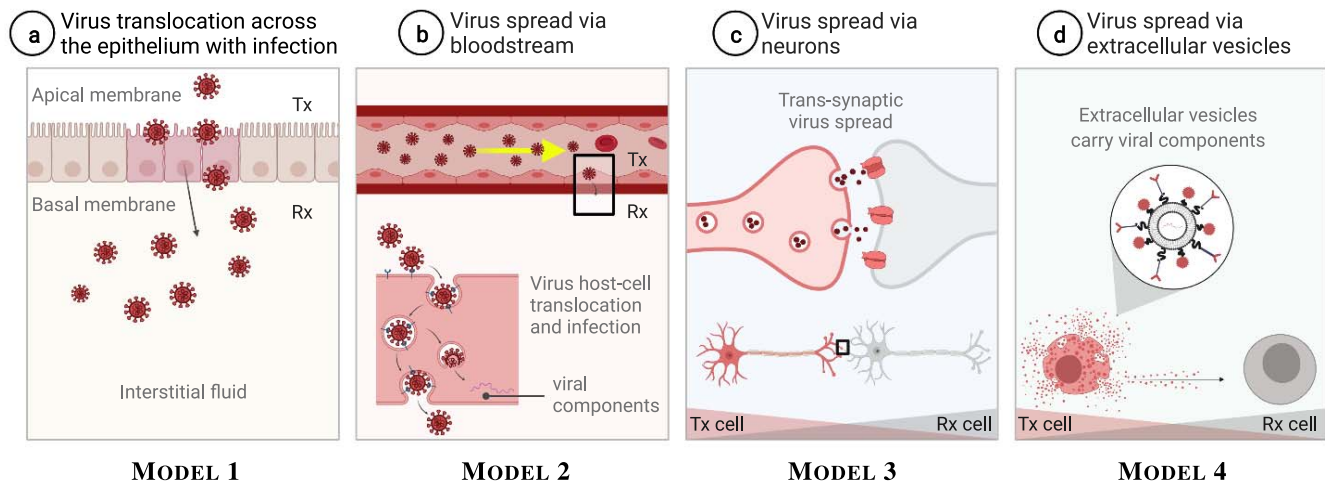 a
Virus translocation across
the epithelium with infection
Apical membrane
Tx
Basal membrane
Rx
Interstitial fluid
MODEL 1
b
Virus spread via
bloodstream
Tx
Rx
Virus host-cell
translocation
and infection
viral
components
MODEL 2
c
Virus spread via
neurons
Trans-synaptic
virus spread
Tx cell
Rx cell
MODEL 3
d
Virus spread via
extracellular vesicles
Extracellular vesicles
carry viral components
Tx cell
Rx cell
MODEL 4